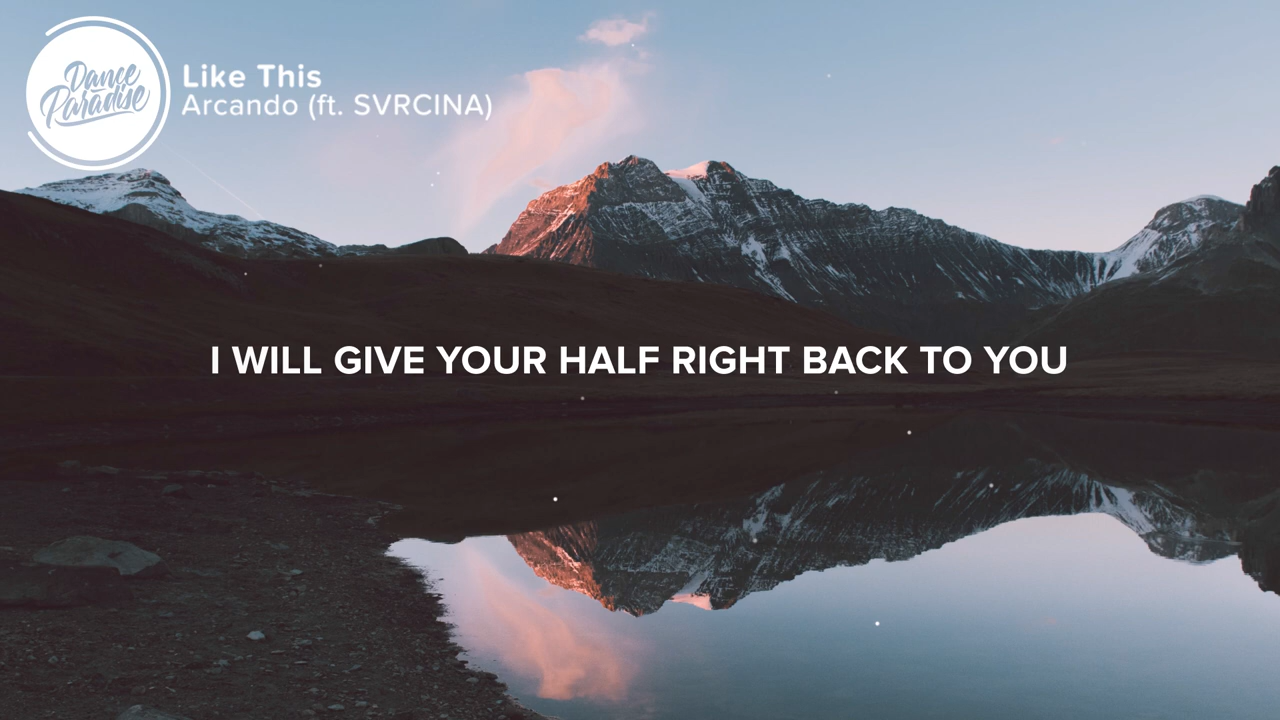 Dance
Paradise
Like This
Arcando (ft. SVRCINA)
I WILL GIVE YOUR HALF RIGHT BACK TO YOU